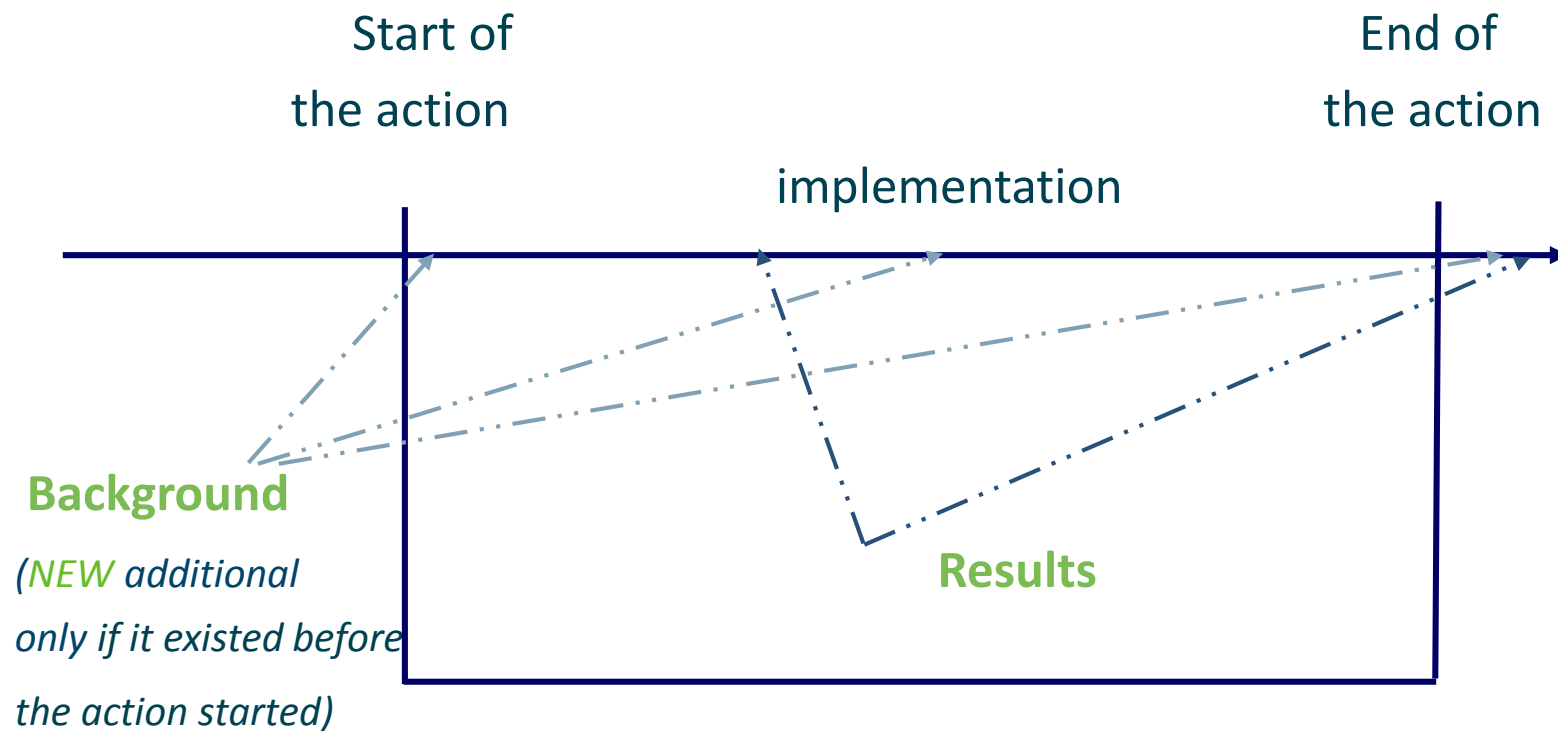 Start of
the action
End of
the action
implementation
Background
(NEW additional
only if it existed before
the action started)
Results